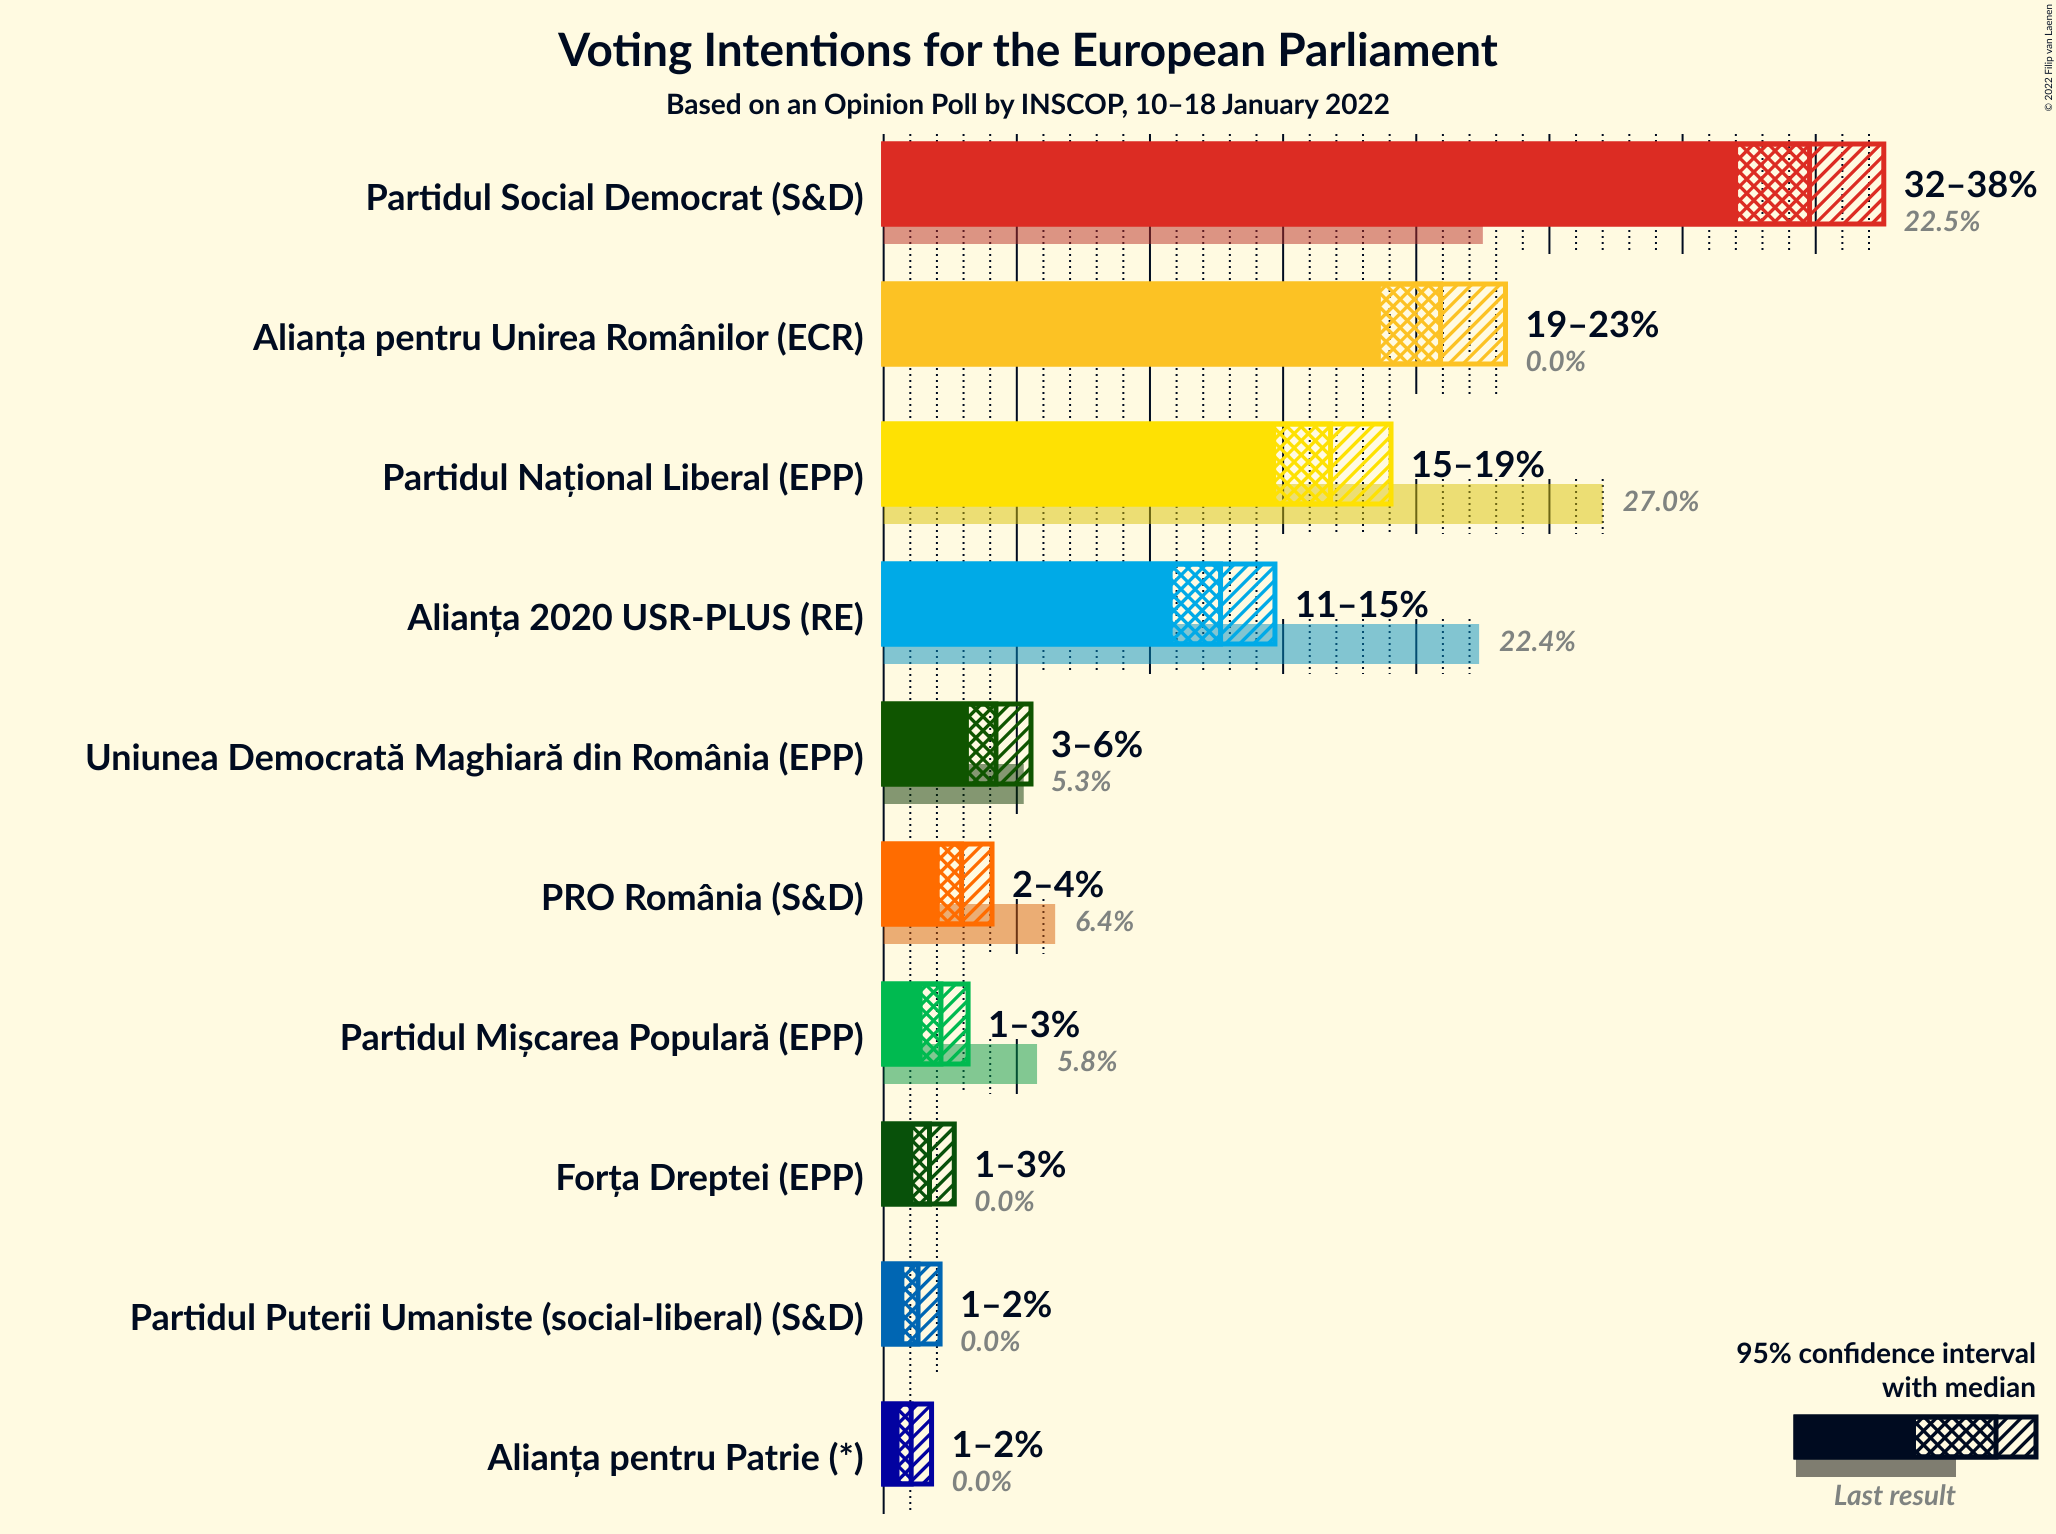 Voting Intentions for the European Parliament
Based on an Opinion Poll by INSCOP, 10–18 January 2022
© 2022 Filip van Laenen
Partidul Social Democrat (S&D)
32–38%
22.5%
Alianța pentru Unirea Românilor (ECR)
19–23%
0.0%
Partidul Național Liberal (EPP)
15–19%
27.0%
Alianța 2020 USR-PLUS (RE)
11–15%
22.4%
Uniunea Democrată Maghiară din România (EPP)
3–6%
5.3%
PRO România (S&D)
2–4%
6.4%
Partidul Mișcarea Populară (EPP)
1–3%
5.8%
Forța Dreptei (EPP)
1–3%
0.0%
Partidul Puterii Umaniste (social-liberal) (S&D)
1–2%
0.0%
Alianța pentru Patrie (*)
1–2%
0.0%
95% confidence interval
with median
Last result